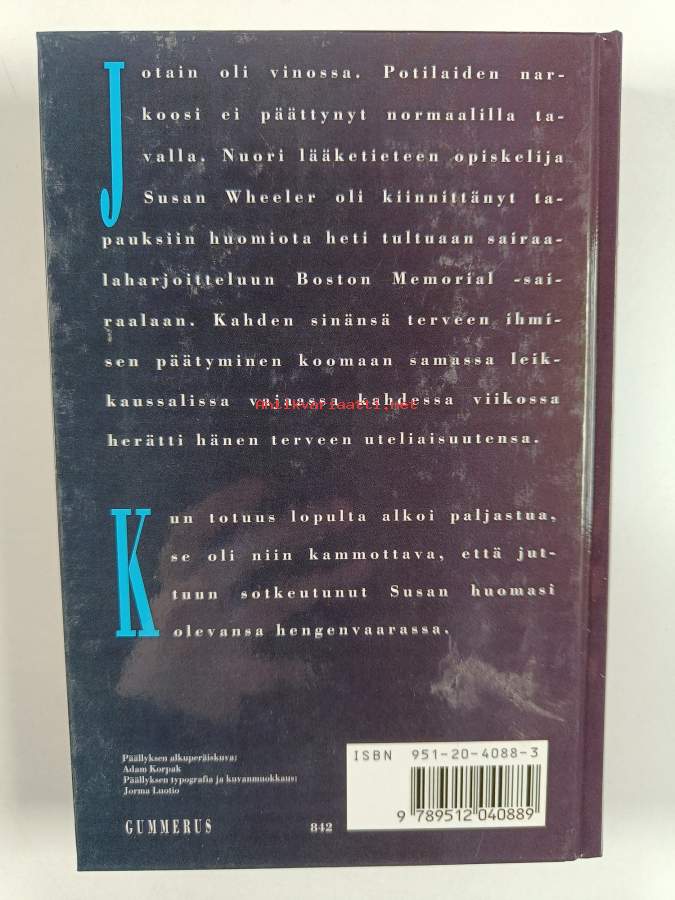 Jotain oli vinossa. Potilaiden nar-
koosi ei päättynyt normaalilla ta-
valla. Nuori lääketieteen opiskelija
Susan Wheeler oli kiinnittänyt ta-
pauksiin huomiota heti tultuaan sairaa-
laharjoitteluun Boston Memorial -sai-
raalaan. Kahden sinänsä terveen ihmi-
sen päätyminen koomaan samassa leik-
kaussalissa vajaassa kahdessa viikossa
Antikvariaatti.net
herätti hänen terveen uteliaisuutensa.
Kun totuus lopulta alkoi paljastua,
se oli niin kammottava, että jut-
tuun sotkeutunut Susan huomasi
olevansa hengenvaarassa.
Päällyksen alkuperäiskuva:
Adam Korpak
Päällyksen typografia ja kuvanmuokkaus:
Jorma Luotio
GUMMERUS 842
ISBN 951-20-4088-3
9 789512 040889